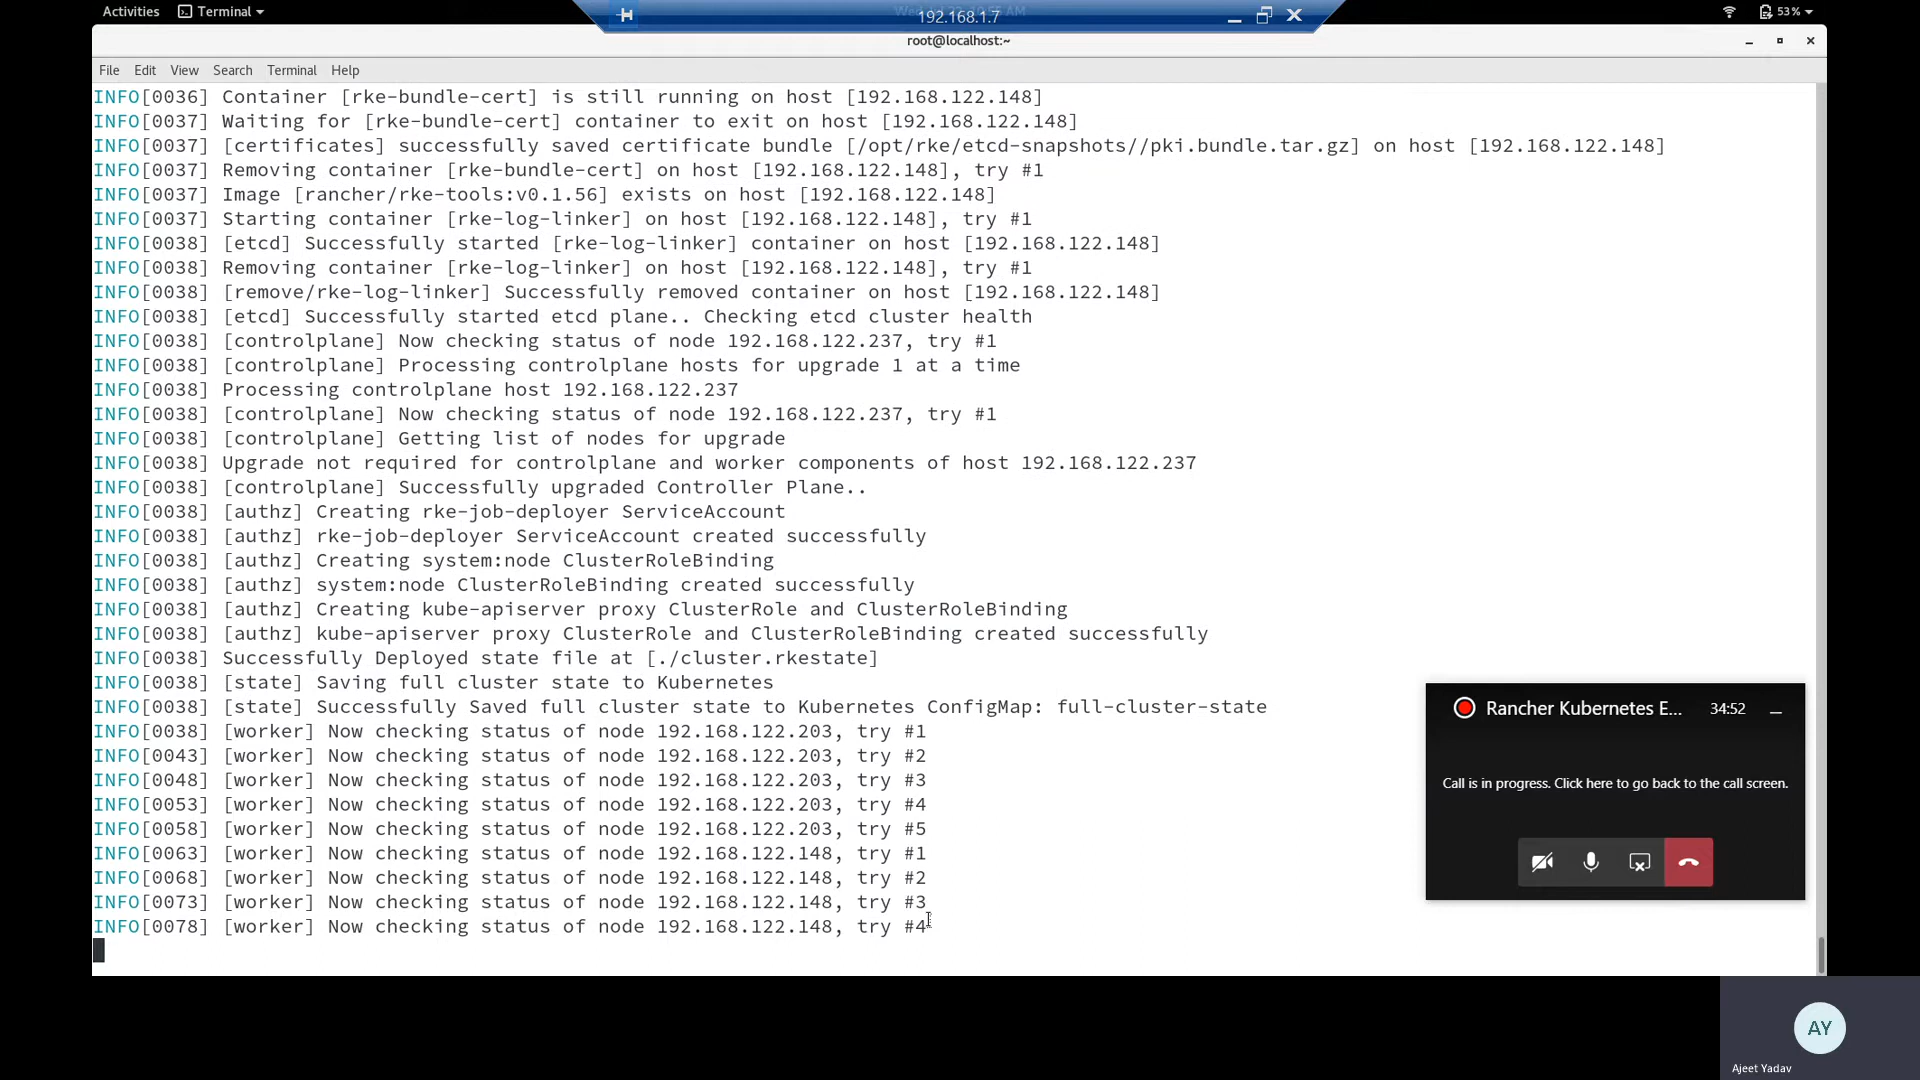 Activities
Terminal
192.168.1.7
53%
root@localhost:~
File Edit View Search Terminal Help
INFO[0036] Container [rke-bundle-cert] is still running on host [192.168.122.148]
INFO[0037] Waiting for [rke-bundle-cert] container to exit on host [192.168.122.148]
INFO[0037] [certificates] successfully saved certificate bundle [/opt/rke/etcd-snapshots//pki.bundle.tar.gz] on host [192.168.122.148]
INFO[0037] Removing container [rke-bundle-cert] on host [192.168.122.148], try #1
INFO[0037] Image [rancher/rke-tools:v0.1.56] exists on host [192.168.122.148]
INFO[0037] Starting container [rke-log-linker] on host [192.168.122.148], try #1
INFO[0038] [etcd] Successfully started [rke-log-linker] container on host [192.168.122.148]
INFO[0038] Removing container [rke-log-linker] on host [192.168.122.148], try #1
INFO[0038] [remove/rke-log-linker] Successfully removed container on host [192.168.122.148]
INFO[0038] [etcd] Successfully started etcd plane.. Checking etcd cluster health
INFO[0038] [controlplane] Now checking status of node 192.168.122.237, try #1
INFO[0038] [controlplane] Processing controlplane hosts for upgrade 1 at a time
INFO[0038] Processing controlplane host 192.168.122.237
INFO[0038] [controlplane] Now checking status of node 192.168.122.237, try #1
INFO[0038] [controlplane] Getting list of nodes for upgrade
INFO[0038] Upgrade not required for controlplane and worker components of host 192.168.122.237
INFO[0038] [controlplane] Successfully upgraded Controller Plane..
INFO[0038] [authz] Creating rke-job-deployer ServiceAccount
INFO[0038] [authz] rke-job-deployer ServiceAccount created successfully
INFO[0038] [authz] Creating system:node ClusterRoleBinding
INFO[0038] [authz] system:node ClusterRoleBinding created successfully
INFO[0038] [authz] Creating kube-apiserver proxy ClusterRole and ClusterRoleBinding
INFO[0038] [authz] kube-apiserver proxy ClusterRole and ClusterRoleBinding created successfully
INFO[0038] Successfully Deployed state file at [./cluster.rkestate]
INFO[0038] [state] Saving full cluster state to Kubernetes
INFO[0038] [state] Successfully Saved full cluster state to Kubernetes ConfigMap: full-cluster-state
INFO[0038] [worker] Now checking status of node 192.168.122.203, try #1
INFO[0043] [worker] Now checking status of node 192.168.122.203, try #2
INFO[0048] [worker] Now checking status of node 192.168.122.203, try #3
INFO[0053] [worker] Now checking status of node 192.168.122.203, try #4
INFO[0058] [worker] Now checking status of node 192.168.122.203, try #5
INFO[0063] [worker] Now checking status of node 192.168.122.148, try #1
INFO[0068] [worker] Now checking status of node 192.168.122.148, try #2
INFO[0073] [worker] Now checking status of node 192.168.122.148, try #3
INFO[0078] [worker] Now checking status of node 192.168.122.148, try #4
Rancher Kubernetes E... 34:52
Call is in progress. Click here to go back to the call screen.
AY
Ajeet Yadav